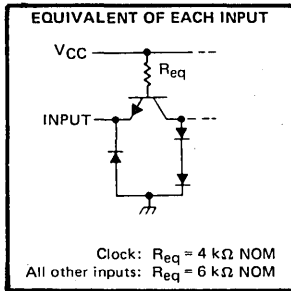 EQUIVALENT OF EACH INPUT
VCC
Req
INPUT
Clock: Req = 4 kΩ NOM
All other inputs: Req = 6 kΩ NOM